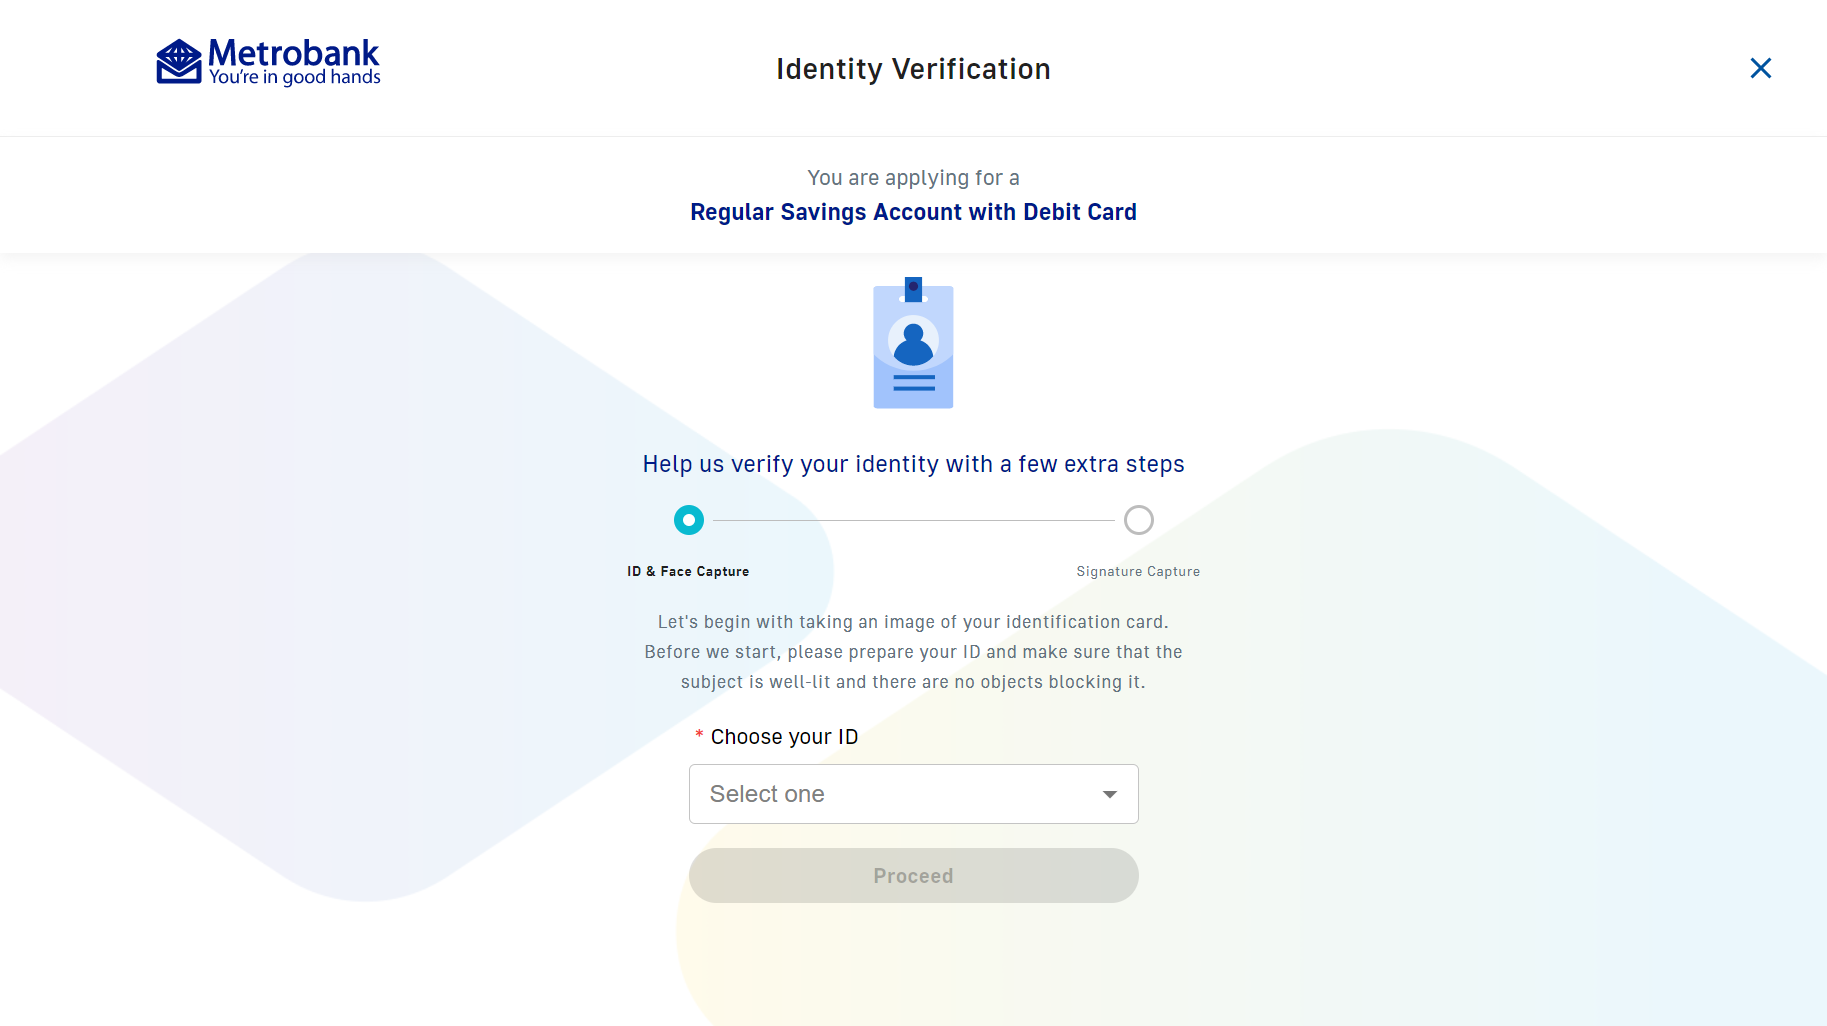 Metrobank
You're in good hands
Identity Verification
You are applying for a
Regular Savings Account with Debit Card
Help us verify your identity with a few extra steps
ID & Face Capture
Signature Capture
Let's begin with taking an image of your identification card.
Before we start, please prepare your ID and make sure that the
subject is well-lit and there are no objects blocking it.
* Choose your ID
Select one
Proceed